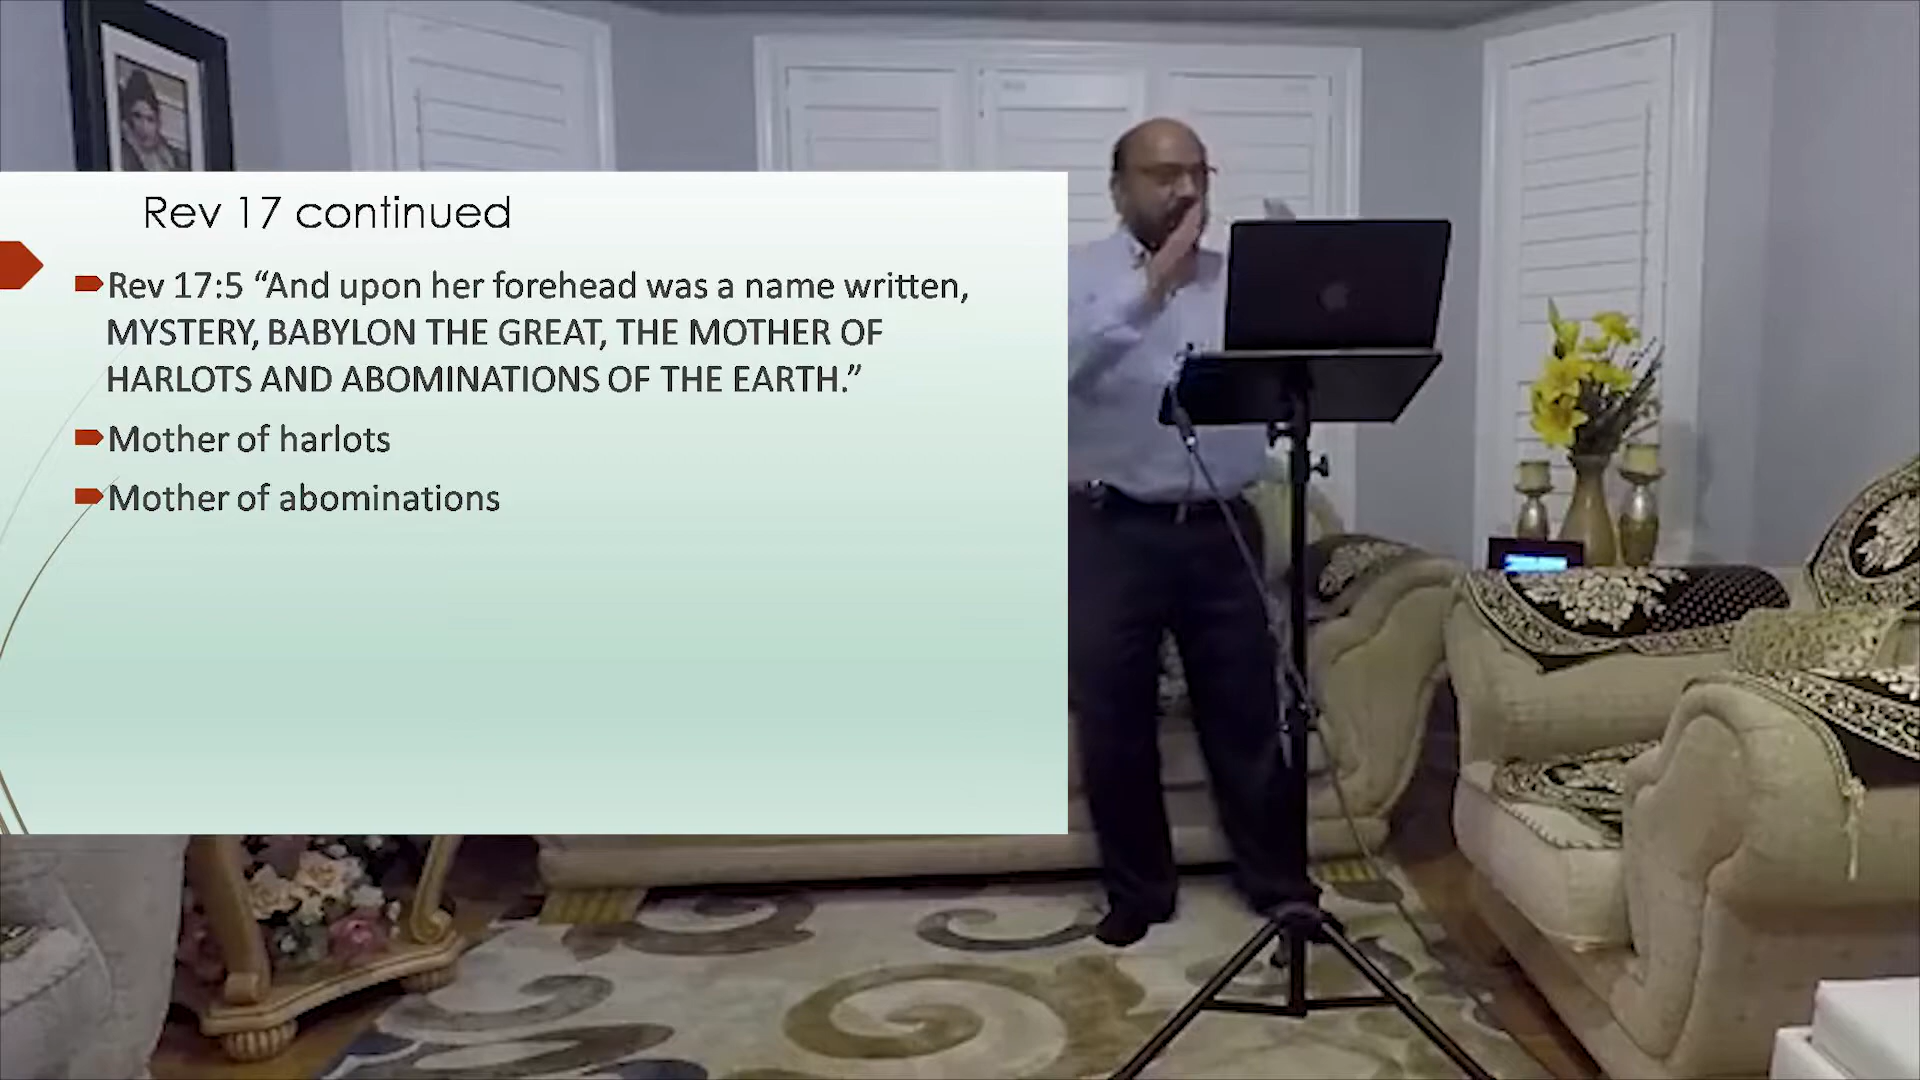 Rev 17 continued
Rev 17:5 “And upon her forehead was a name written,
MYSTERY, BABYLON THE GREAT, THE MOTHER OF
HARLOTS AND ABOMINATIONS OF THE EARTH.”
Mother of harlots
Mother of abominations